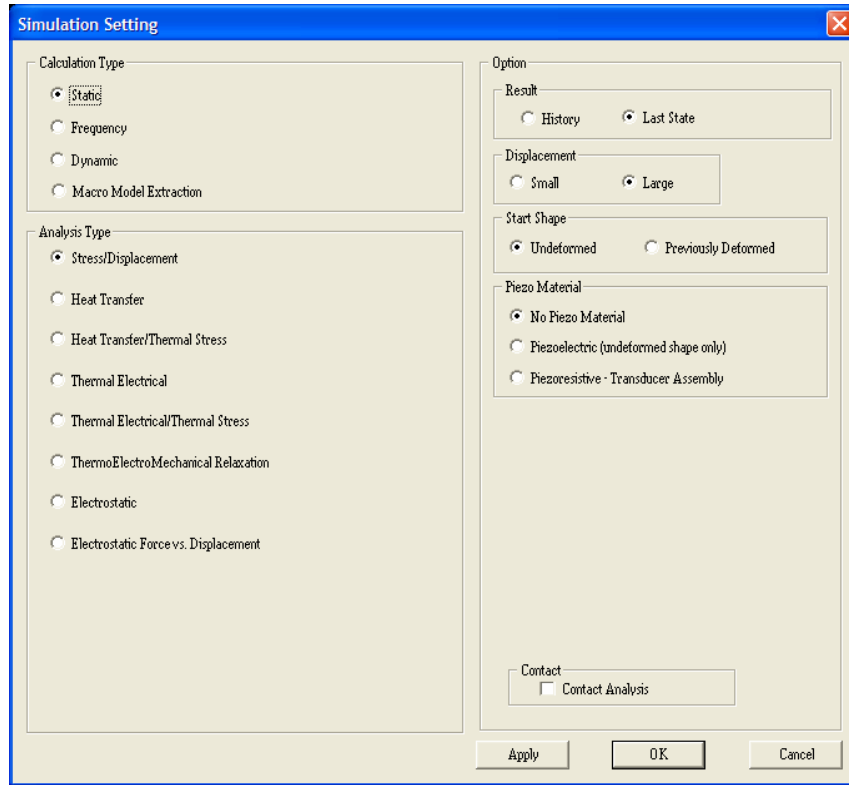 Simulation Setting
Calculation Type
Static
Frequency
Dynamic
Macro Model Extraction
Analysis Type
Stress/Displacement
Heat Transfer
Heat Transfer/Thermal Stress
Thermal Electrical
Thermal Electrical/Thermal Stress
ThermoElectroMechanical Relaxation
Electrostatic
Electrostatic Force vs. Displacement
Option
Result
History Last State
Displacement
Small Large
Start Shape
Undeformed Previously Deformed
Piezo Material
No Piezo Material
Piezoelectric (undeformed shape only)
Piezoresistive - Transducer Assembly
Contact
Contact Analysis
Apply OK Cancel